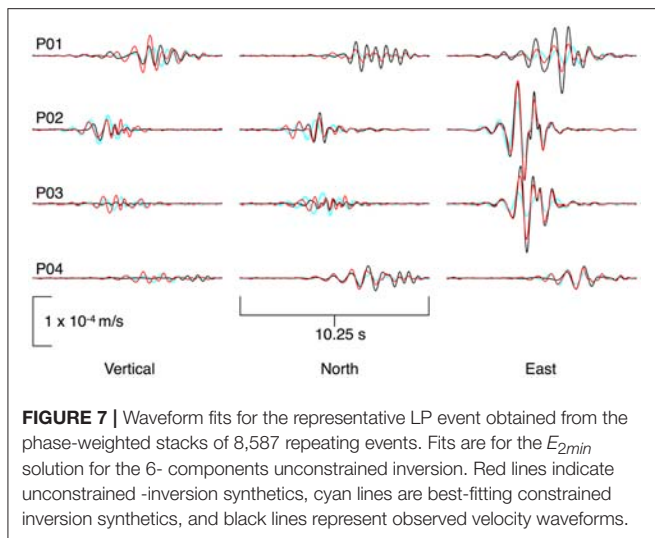 P01
P02
P03
P04
1 x 10⁻⁴ m/s
10.25 s
Vertical North East
FIGURE 7 | Waveform fits for the representative LP event obtained from the
phase-weighted stacks of 8,587 repeating events. Fits are for the E2min
solution for the 6- components unconstrained inversion. Red lines indicate
unconstrained -inversion synthetics, cyan lines are best-fitting constrained
inversion synthetics, and black lines represent observed velocity waveforms.